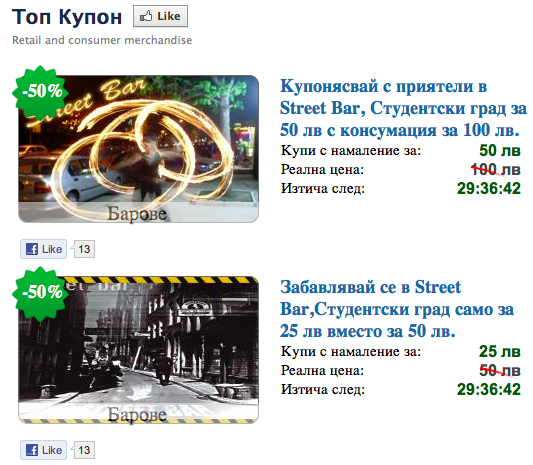 Топ Купон
Like
Retail and consumer merchandise
-50%
Street Bar
Барове
Купонясвай с приятели в
Street Bar, Студентски град за
50 лв с консумация за 100 лв.
Купи с намаление за: 50 лв
Реална цена: 100 лв
Изтича след: 29:36:42
Like 13
-50%
Барове
Забавлявай се в Street
Bar,Студентски град само за
25 лв вместо за 50 лв.
Купи с намаление за: 25 лв
Реална цена: 50 лв
Изтича след: 29:36:42
Like 13